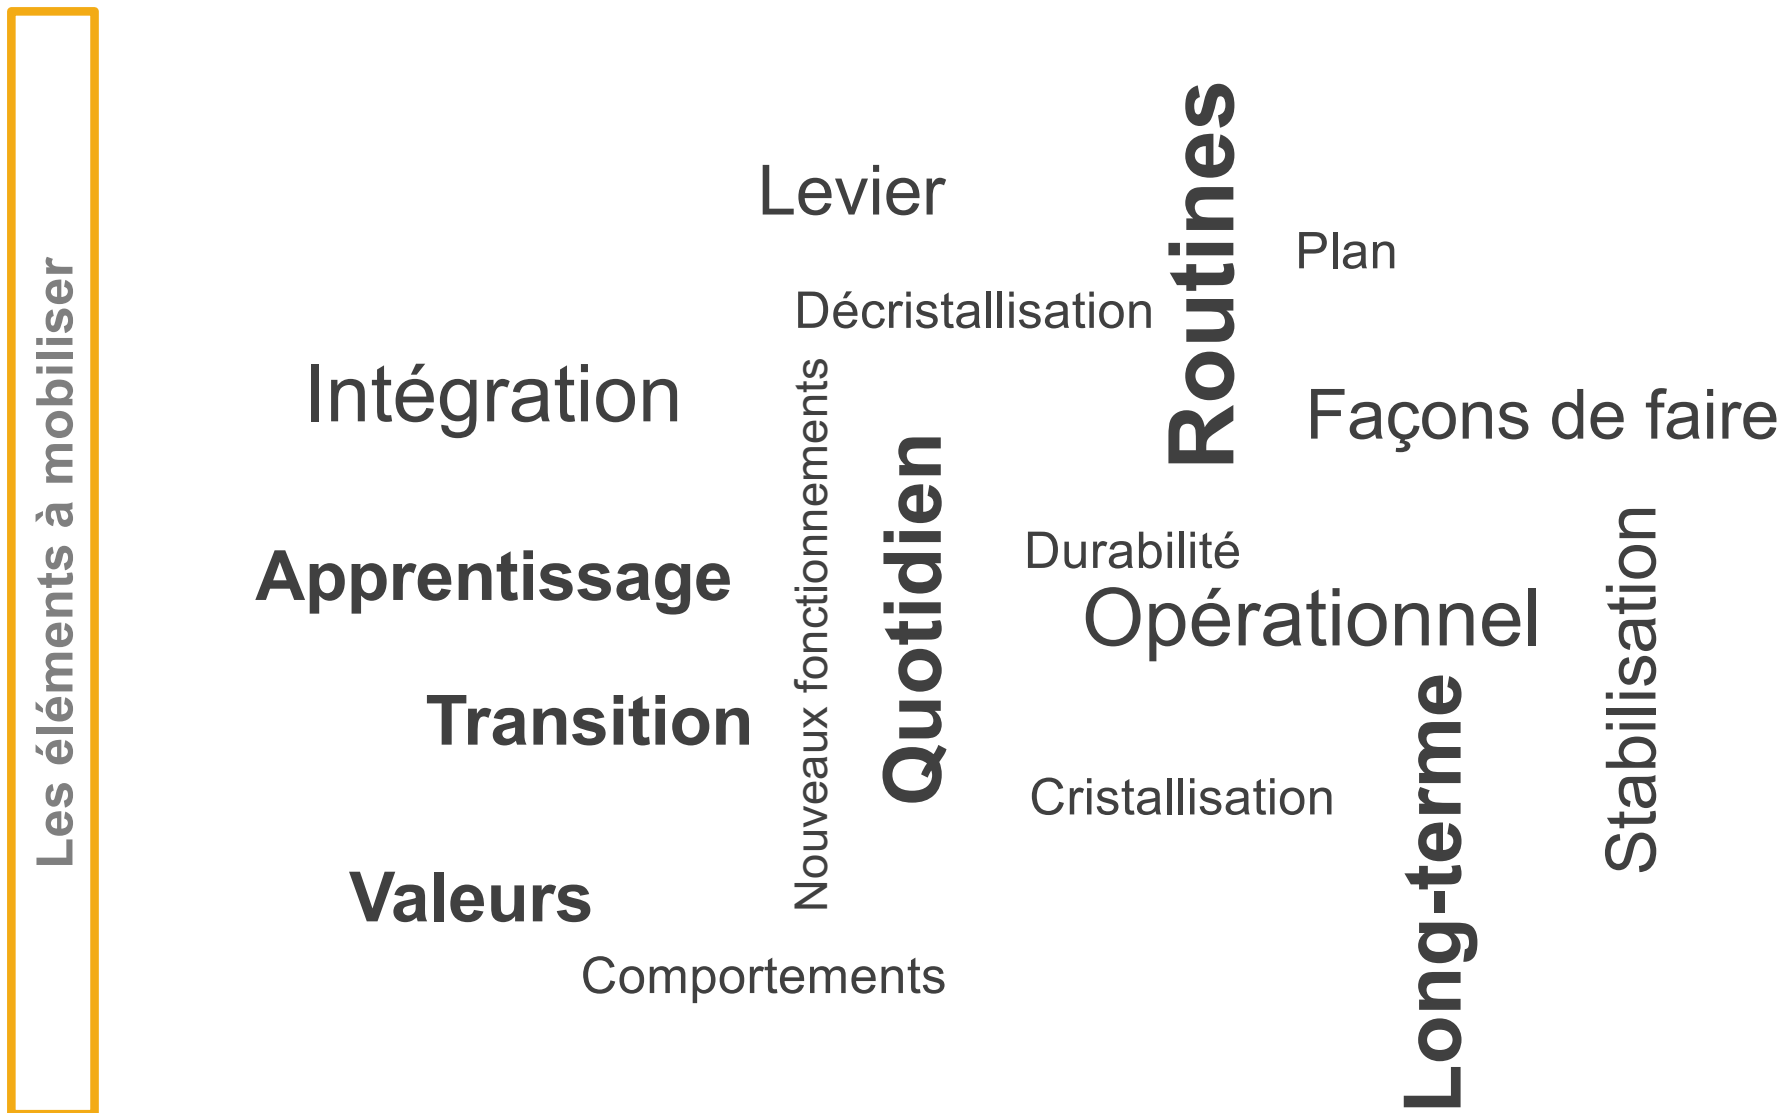 Les éléments à mobiliser
Routines
Levier
Plan
Décristallisation
Intégration
Nouveaux fonctionnements
Façons de faire
Quotidien
Apprentissage
Durabilité
Opérationnel
Stabilisation
Transition
Long-terme
Cristallisation
Valeurs
Comportements